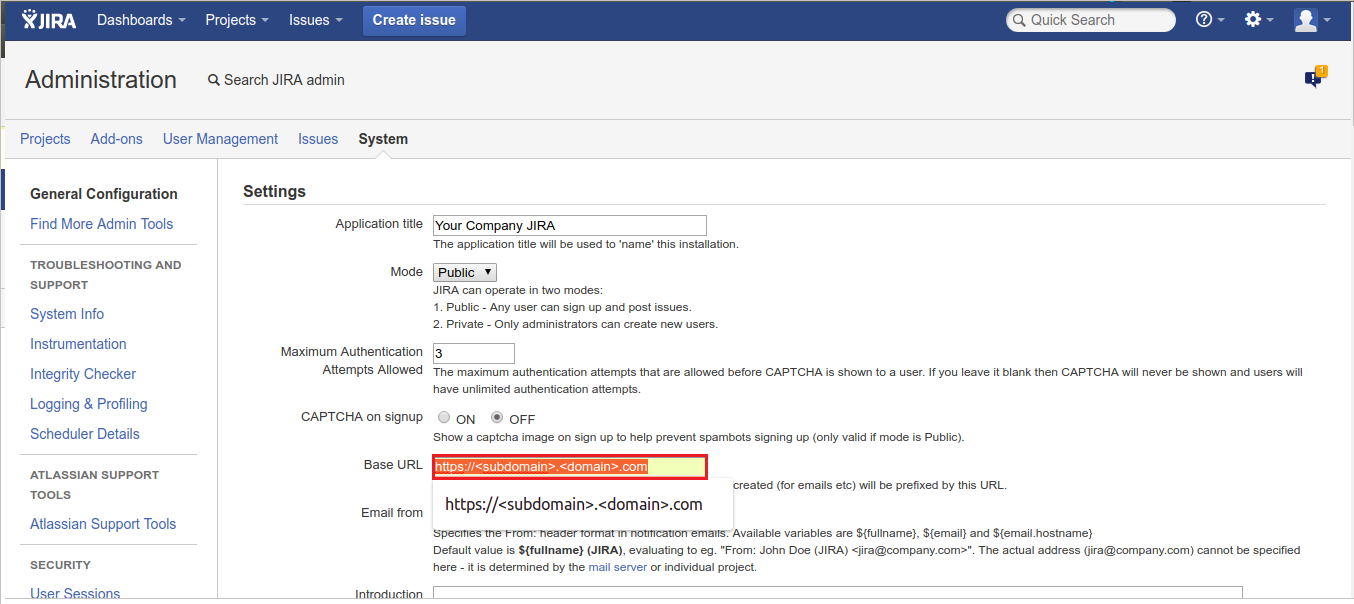 JIRA Dashboards Projects Issues Create issue Quick Search
Administration Search JIRA admin 1
Projects Add-ons User Management Issues System
General Configuration
Find More Admin Tools
TROUBLESHOOTING AND
SUPPORT
System Info
Instrumentation
Integrity Checker
Logging & Profiling
Scheduler Details
ATLASSIAN SUPPORT
TOOLS
Atlassian Support Tools
SECURITY
User Sessions
Settings
Application title Your Company JIRA
The application title will be used to 'name' this installation.
Mode Public
JIRA can operate in two modes:
1. Public - Any user can sign up and post issues.
2. Private - Only administrators can create new users.
Maximum Authentication
Attempts Allowed 3
The maximum authentication attempts that are allowed before CAPTCHA is shown to a user. If you leave it blank then CAPTCHA will never be shown and users will
have unlimited authentication attempts.
CAPTCHA on signup ON OFF
Show a captcha image on sign up to help prevent spambots signing up (only valid if mode is Public).
Base URL https://<subdomain>.<domain>.com
created (for emails etc) will be prefixed by this URL.
https://<subdomain>.<domain>.com
Email from
Specifies the From: header format in notification emails. Available variables are ${fullname}, ${email} and ${email.hostname}
Default value is ${fullname} (JIRA), evaluating to eg. "From: John Doe (JIRA) <jira@company.com>". The actual address (jira@company.com) cannot be specified
here - it is determined by the mail server or individual project.
Introduction